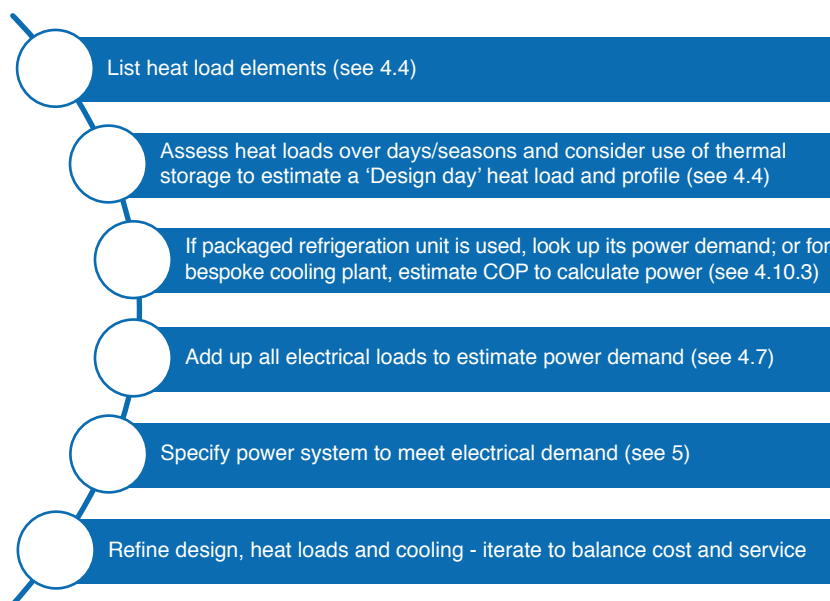 List heat load elements (see 4.4)
Assess heat loads over days/seasons and consider use of thermal
storage to estimate a ‘Design day’ heat load and profile (see 4.4)
If packaged refrigeration unit is used, look up its power demand; or for
bespoke cooling plant, estimate COP to calculate power (see 4.10.3)
Add up all electrical loads to estimate power demand (see 4.7)
Specify power system to meet electrical demand (see 5)
Refine design, heat loads and cooling - iterate to balance cost and service